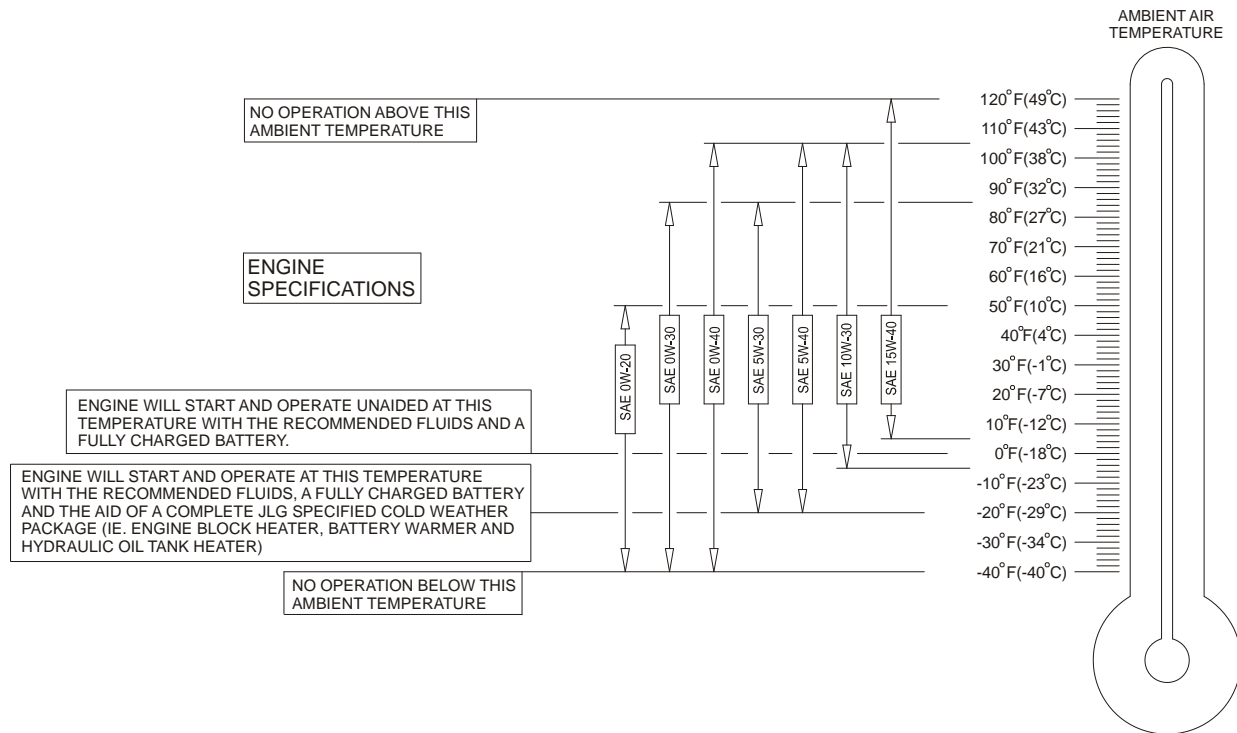 AMBIENT AIR
TEMPERATURE
NO OPERATION ABOVE THIS
AMBIENT TEMPERATURE
120°F(49°C)
110°F(43°C)
100°F(38°C)
90°F(32°C)
80°F(27°C)
70°F(21°C)
60°F(16°C)
50°F(10°C)
40°F(4°C)
30°F(-1°C)
20°F(-7°C)
10°F(-12°C)
0°F(-18°C)
-10°F(-23°C)
-20°F(-29°C)
-30°F(-34°C)
-40°F(-40°C)
ENGINE
SPECIFICATIONS
SAE 0W-20
SAE 0W-30
SAE 0W-40
SAE 5W-30
SAE 5W-40
SAE 10W-30
SAE 15W-40
ENGINE WILL START AND OPERATE UNAIDED AT THIS
TEMPERATURE WITH THE RECOMMENDED FLUIDS AND A
FULLY CHARGED BATTERY.
ENGINE WILL START AND OPERATE AT THIS TEMPERATURE
WITH THE RECOMMENDED FLUIDS, A FULLY CHARGED BATTERY
AND THE AID OF A COMPLETE JLG SPECIFIED COLD WEATHER
PACKAGE (IE. ENGINE BLOCK HEATER, BATTERY WARMER AND
HYDRAULIC OIL TANK HEATER)
NO OPERATION BELOW THIS
AMBIENT TEMPERATURE